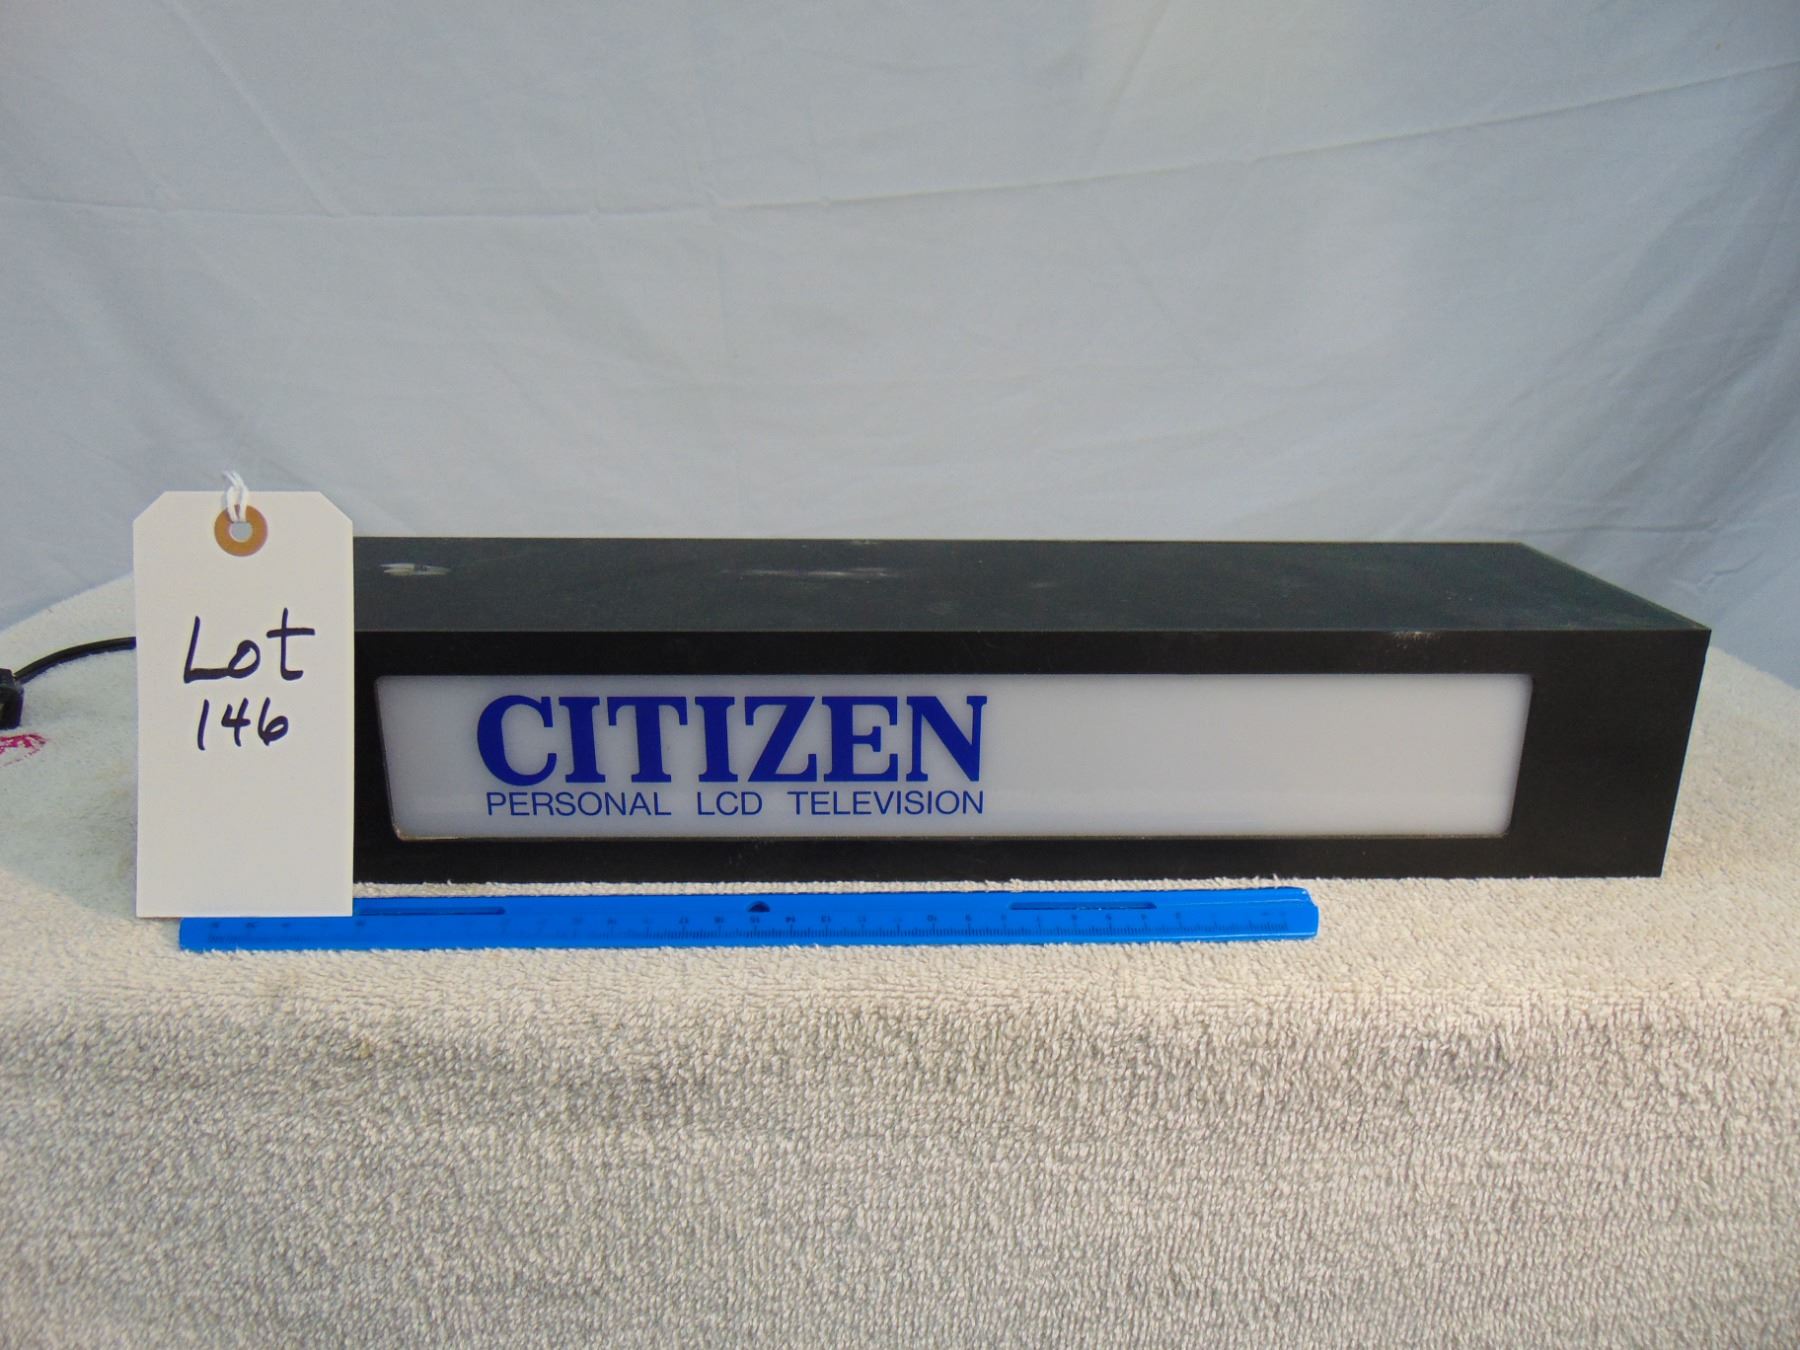 Lot
146
CITIZEN
PERSONAL LCD TELEVISION